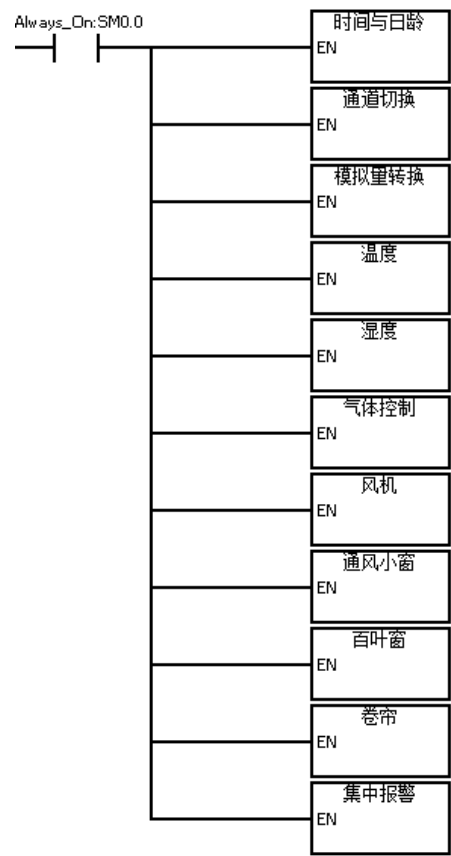 Always_On:SM0.0
时间与日龄
EN
通道切换
EN
模拟量转换
EN
温度
EN
湿度
EN
气体控制
EN
风机
EN
通风小窗
EN
百叶窗
EN
卷帘
EN
集中报警
EN